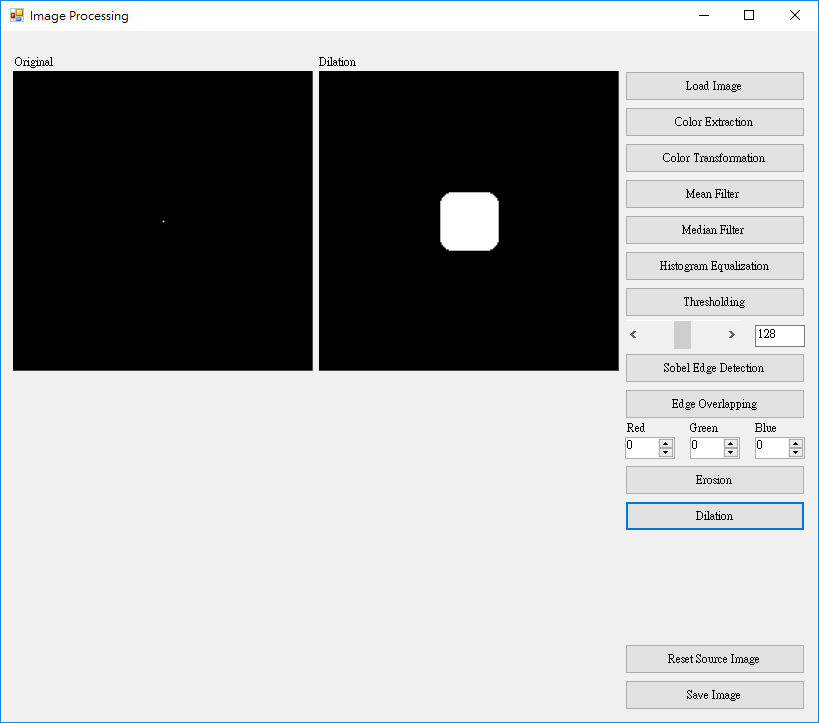 Image Processing
Original
Dilation
Load Image
Color Extraction
Color Transformation
Mean Filter
Median Filter
Histogram Equalization
Thresholding
128
Sobel Edge Detection
Edge Overlapping
Red Green Blue
0 0 0
Erosion
Dilation
Reset Source Image
Save Image